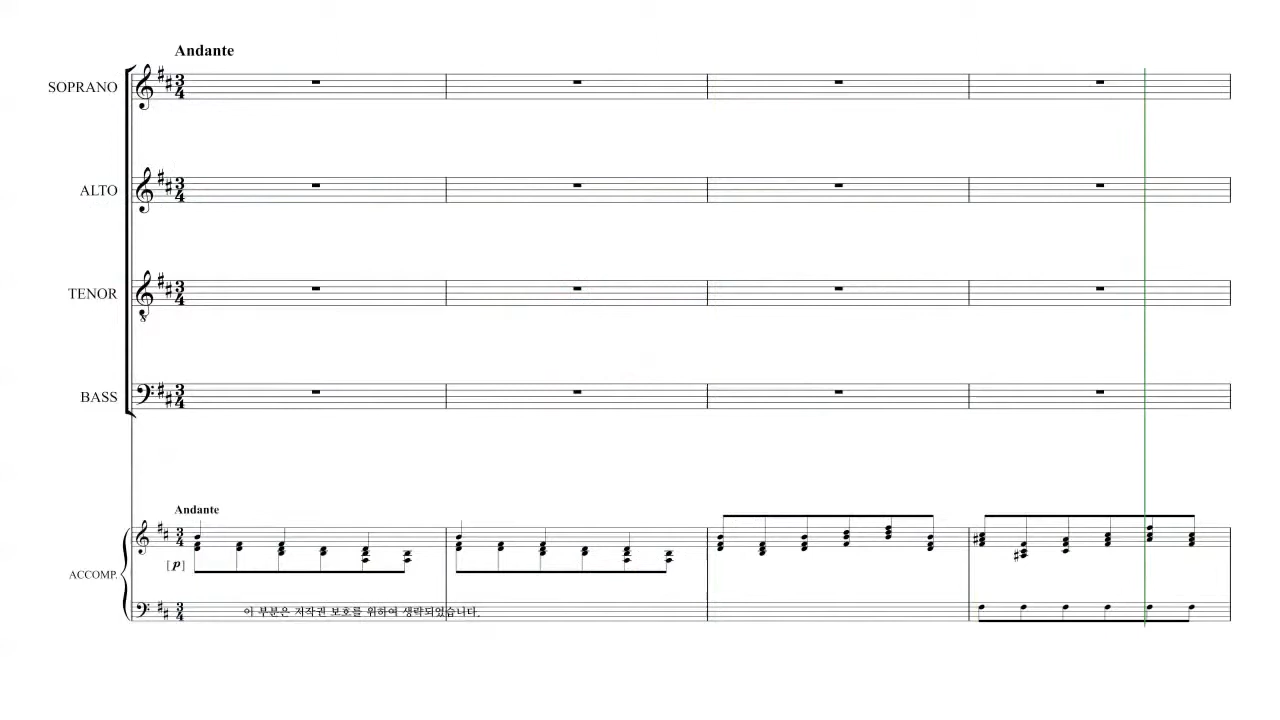 Andante
SOPRANO
ALTO
TENOR
BASS
Andante
[p]
ACCOMP.
이 부분은 저작권 보호를 위하여 생략되었습니다.